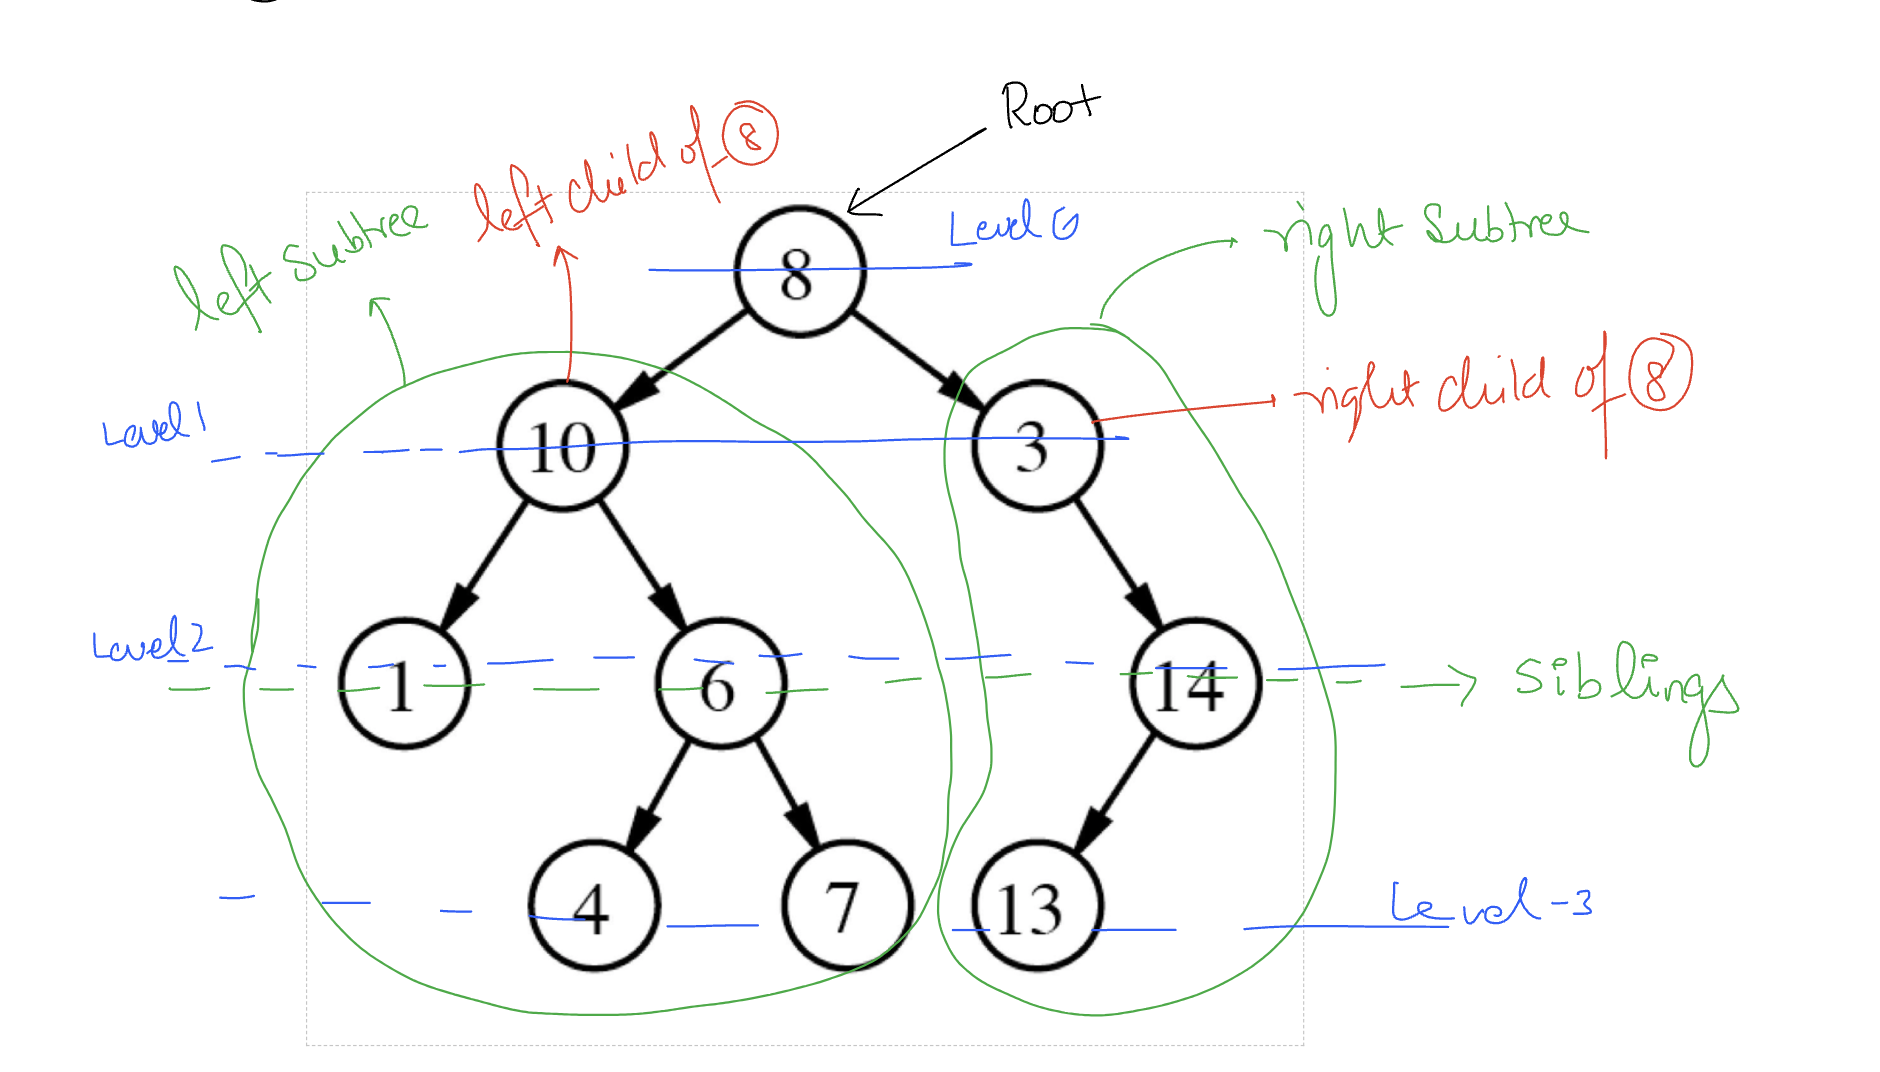 Root
left child of 8
left Subtree
8
Level 0
right Subtree
right child of 8
Level 1
10
3
Level 2
1
6
14
Siblings
4
7
13
Level-3